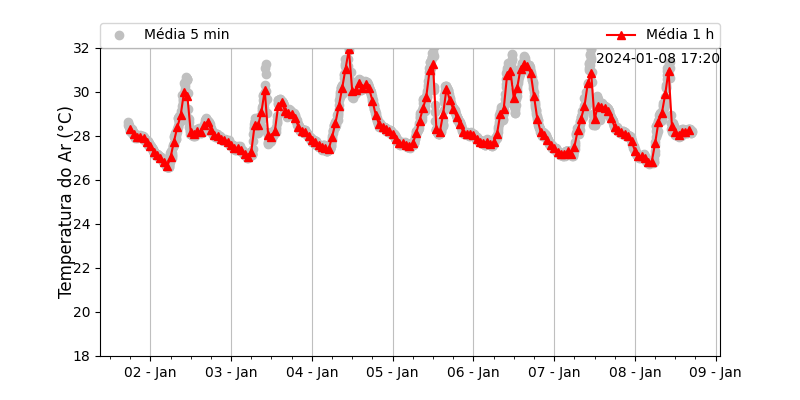 Média 5 min
Média 1 h
2024-01-08 17:20
Temperatura do Ar (°C)
32
30
28
26
24
22
20
18
02 - Jan
03 - Jan
04 - Jan
05 - Jan
06 - Jan
07 - Jan
08 - Jan
09 - Jan